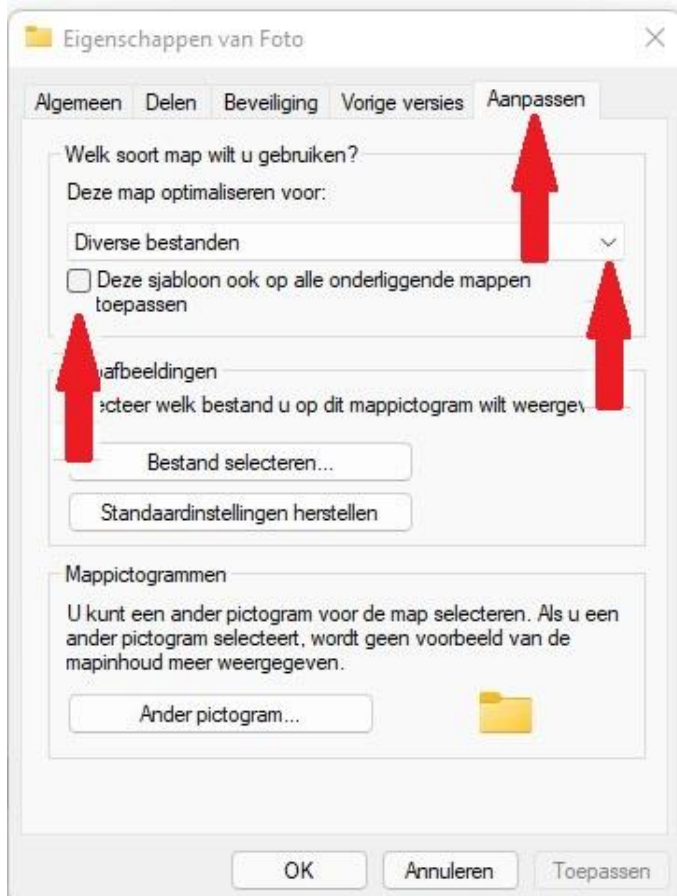 Eigenschappen van Foto
Algemeen Delen Beveiliging Vorige versies Aanpassen
Welk soort map wilt u gebruiken?
Deze map optimaliseren voor:
Diverse bestanden
Deze sjabloon ook op alle onderliggende mappen
toepassen
afbeeldingen
ecteer welk bestand u op dit mappictogram wilt weergev
Bestand selecteren...
Standaardinstellingen herstellen
Mappictogrammen
U kunt een ander pictogram voor de map selecteren. Als u een
ander pictogram selecteert, wordt geen voorbeeld van de
mapinhoud meer weergegeven.
Ander pictogram...
OK Annuleren Toepassen